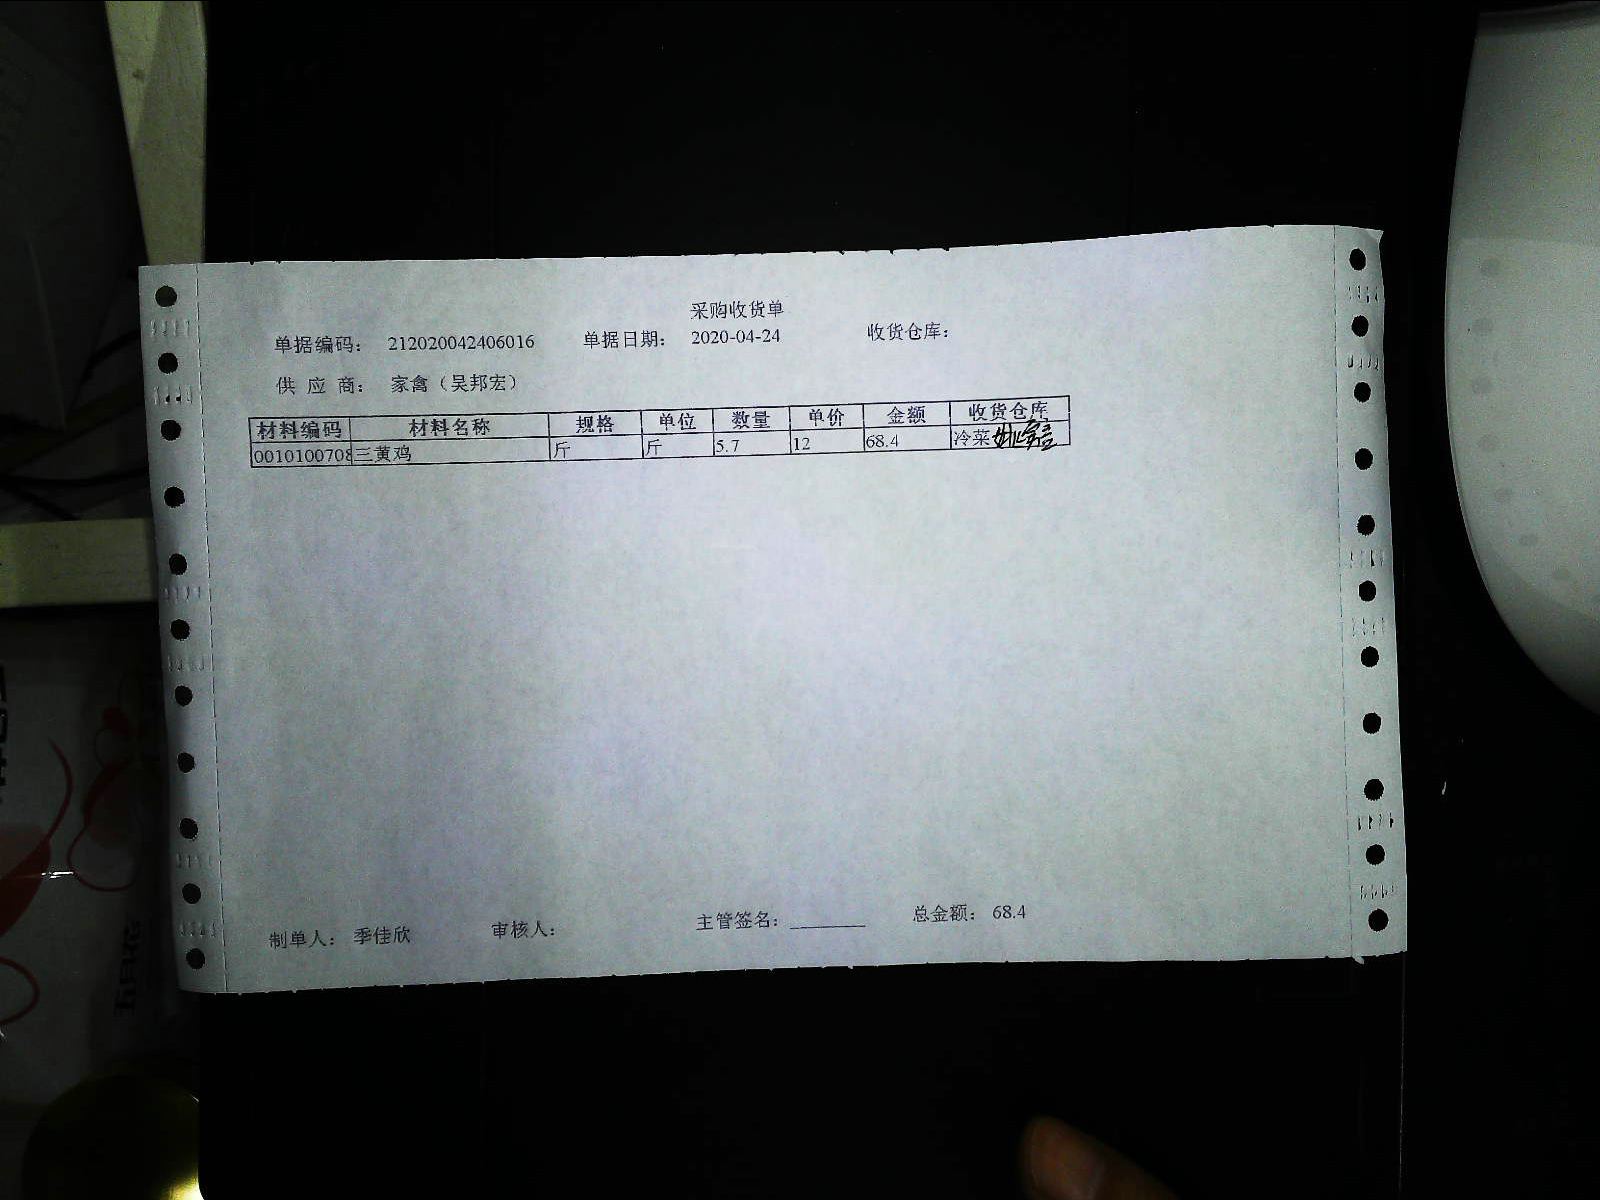 采购收货单
单据编码： 212020042406016 单据日期： 2020-04-24 收货仓库：
供 应 商： 家禽（吴邦宏）
材料编码 材料名称 规格 单位 数量 单价 金额 收货仓库
0010100708 三黄鸡 斤 斤 5.7 12 68.4 冷菜
制单人： 季佳欣 审核人： 主管签名：________ 总金额： 68.4